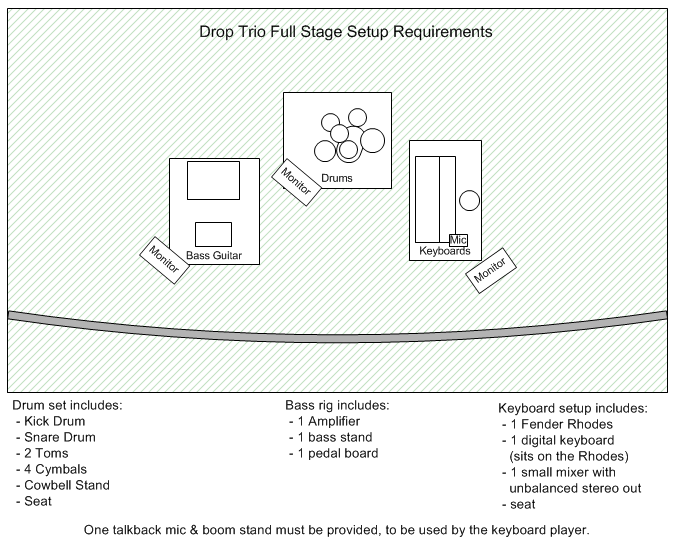 Drop Trio Full Stage Setup Requirements
Drums
Monitor
Mic
Keyboards
Bass Guitar
Monitor
Monitor
Drum set includes:
- Kick Drum
- Snare Drum
- 2 Toms
- 4 Cymbals
- Cowbell Stand
- Seat
Bass rig includes:
- 1 Amplifier
- 1 bass stand
- 1 pedal board
Keyboard setup includes:
- 1 Fender Rhodes
- 1 digital keyboard
(sits on the Rhodes)
- 1 small mixer with
unbalanced stereo out
- seat
One talkback mic & boom stand must be provided, to be used by the keyboard player.